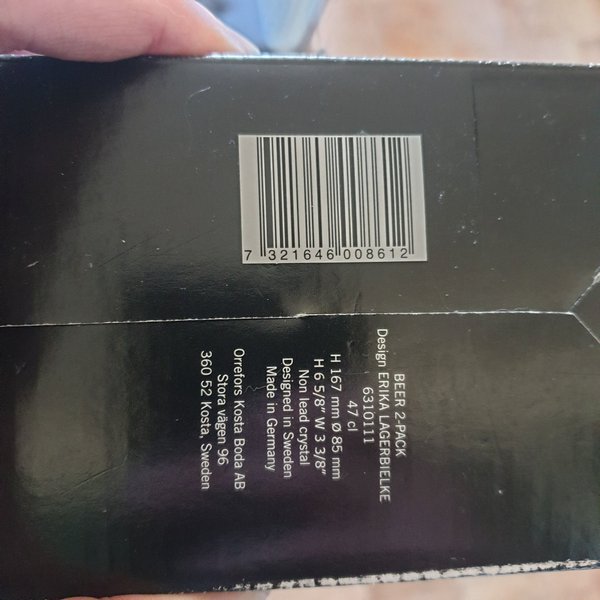 7 321646 008612
BEER 2-PACK
Design ERIKA LAGERBIELKE
6310111
47 cl
H 167 mm Ø 85 mm
H 6 5/8" W 3 3/8"
Non lead crystal
Designed in Sweden
Made in Germany
Orrefors Kosta Boda AB
Stora vägen 96
360 52 Kosta, Sweden